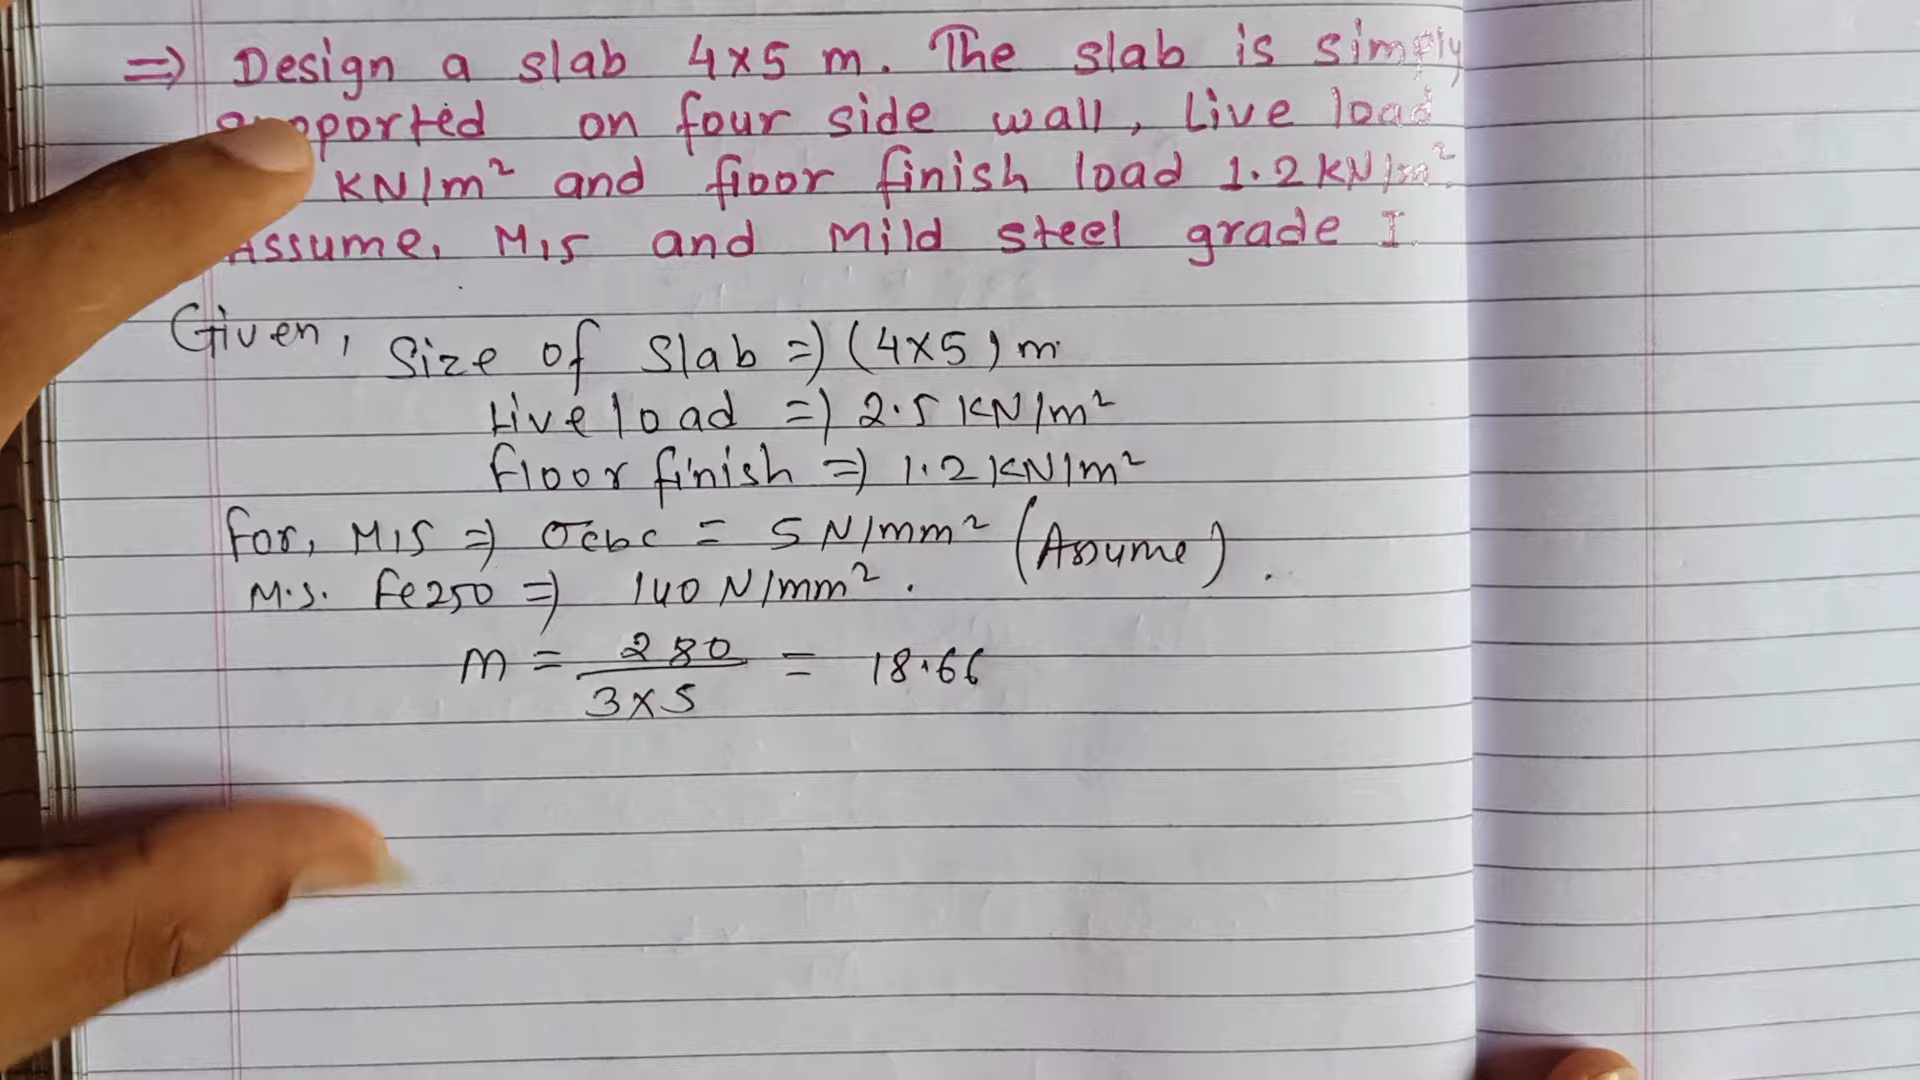 => Design a slab 4x5 m. The slab is simply
supported on four side wall, Live load
KN/m² and floor finish load 1.2 KN/m².
Assume, M15 and Mild steel grade I.
Given, Size of Slab => (4x5) m
Live load => 2.5 KN/m²
Floor finish => 1.2 KN/m²
For, M15 => σcbc = 5 N/mm² (Assume).
M.S. Fe250 => 140 N/mm².
m = 280 / 3x5 = 18.66